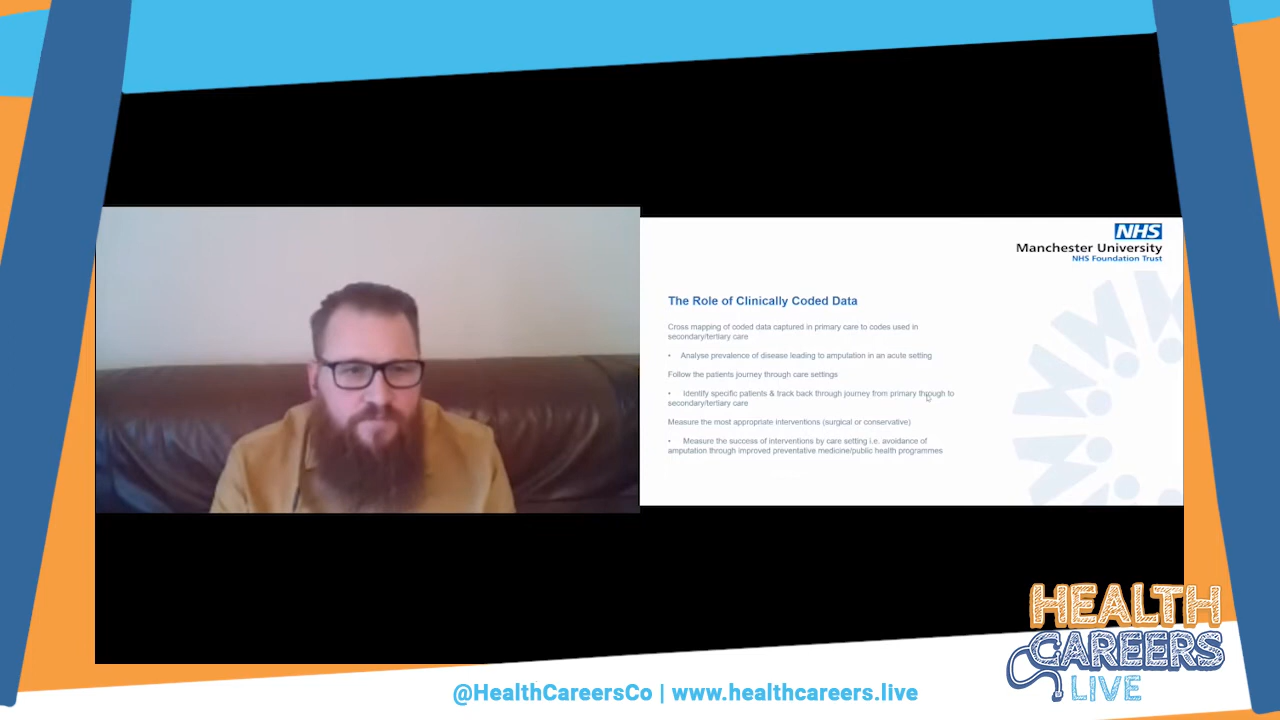 NHS
Manchester University
NHS Foundation Trust
The Role of Clinically Coded Data
Cross mapping of coded data captured in primary care to codes used in
secondary/tertiary care
• Analyse prevalence of disease leading to amputation in an acute setting
Follow the patients journey through care settings
• Identify specific patients & track back through journey from primary through to
secondary/tertiary care
Measure the most appropriate interventions (surgical or conservative)
• Measure the success of interventions by care setting i.e. avoidance of
amputation through improved preventative medicine/public health programmes
HEALTH
CAREERS
LIVE
@HealthCareersCo | www.healthcareers.live